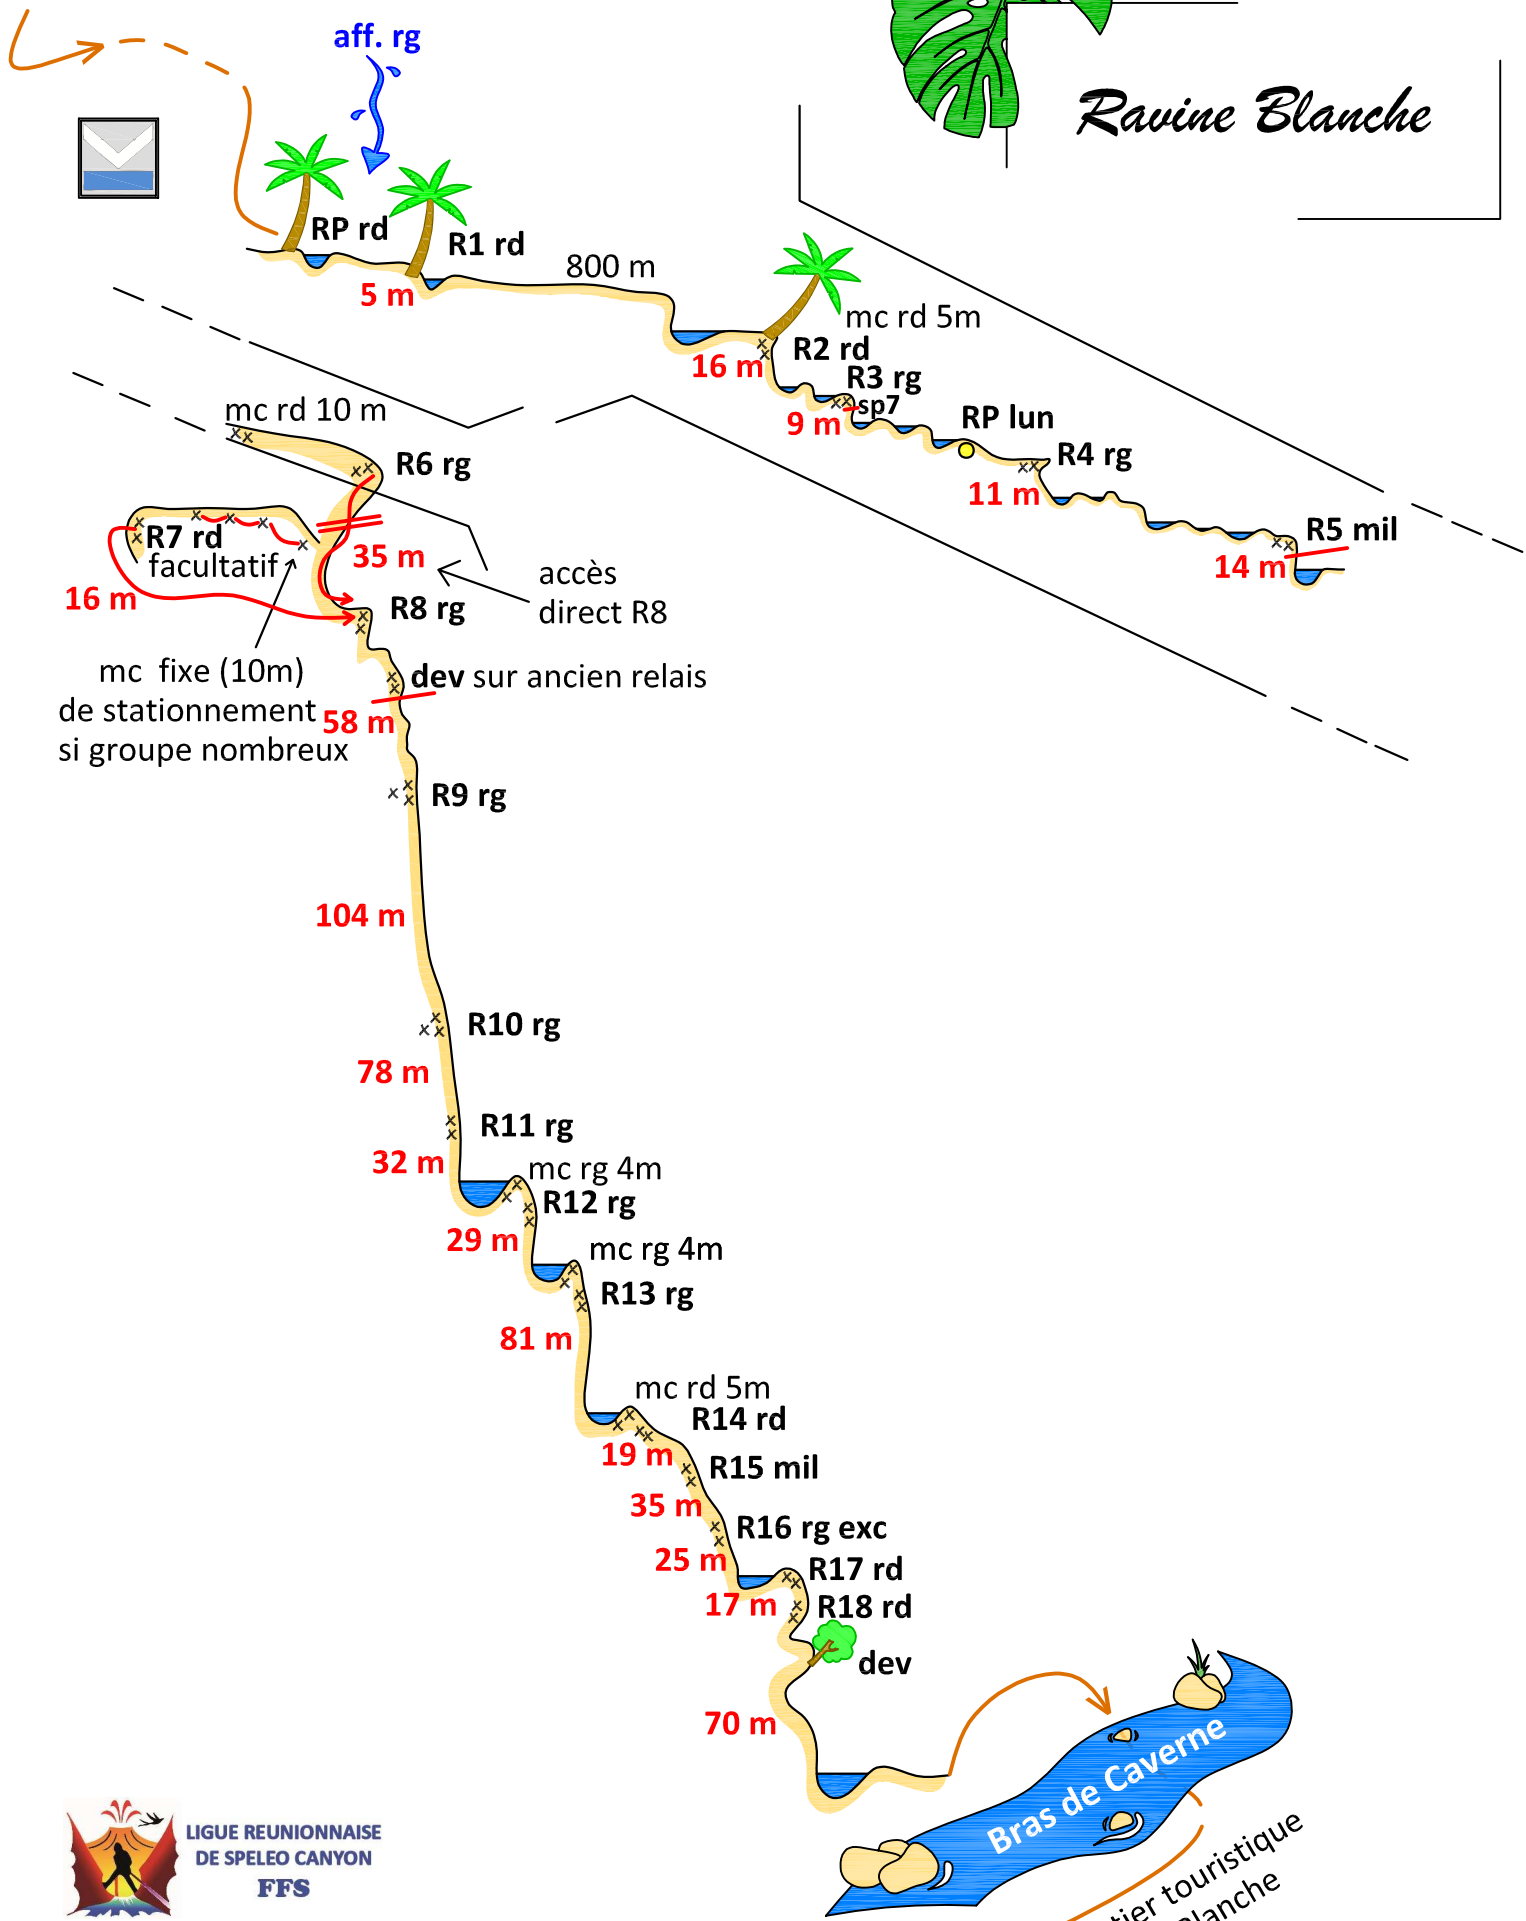 aff. rg
Ravine Blanche
RP rd
R1 rd
5 m
800 m
mc rd 5m
R2 rd
16 m
R3 rg
sp7
9 m
RP lun
R4 rg
11 m
R5 mil
14 m
mc rd 10 m
R6 rg
R7 rd
facultatif
35 m
16 m
accès
direct R8
R8 rg
mc fixe (10m)
de stationnement
si groupe nombreux
dev sur ancien relais
58 m
R9 rg
104 m
R10 rg
78 m
R11 rg
32 m
mc rg 4m
R12 rg
29 m
mc rg 4m
R13 rg
81 m
mc rd 5m
R14 rd
19 m
R15 mil
35 m
R16 rg exc
25 m
R17 rd
17 m
R18 rd
dev
70 m
Bras de Caverne
LIGUE REUNIONNAISE
DE SPELEO CANYON
FFS
tier touristique
Blanche